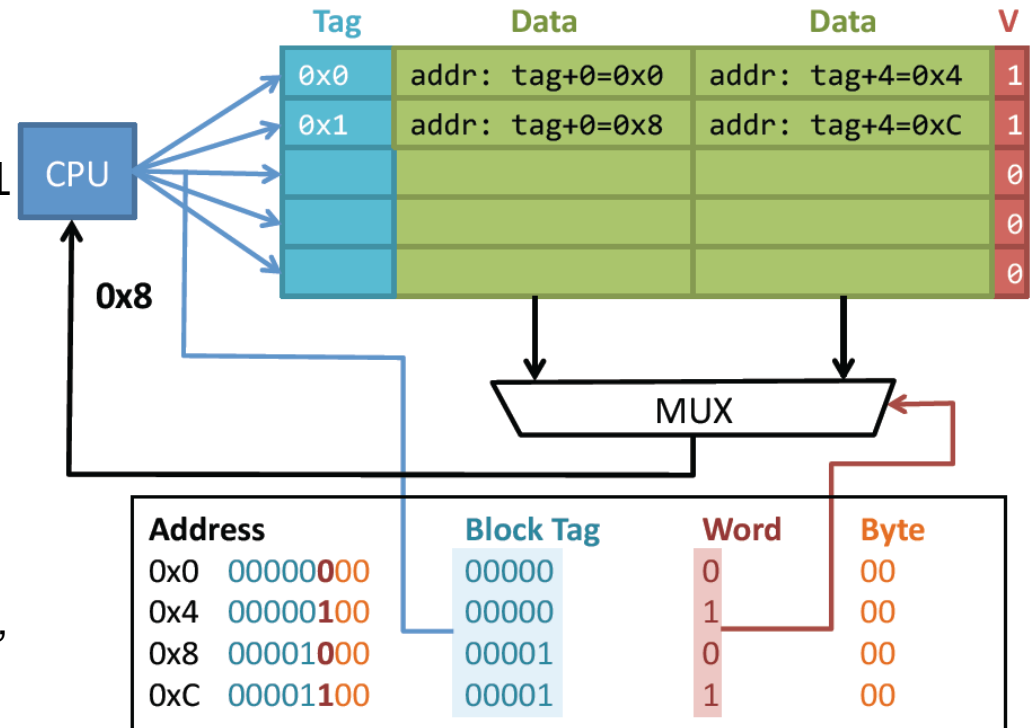 Tag Data Data V
0x0 addr: tag+0=0x0 addr: tag+4=0x4 1
0x1 addr: tag+0=0x8 addr: tag+4=0xC 1
1 CPU
0
0
0
0x8
MUX
Address Block Tag Word Byte
0x0 00000000 00000 0 00
0x4 00000100 00000 1 00
,
0x8 00001000 00001 0 00
0xC 00001100 00001 1 00